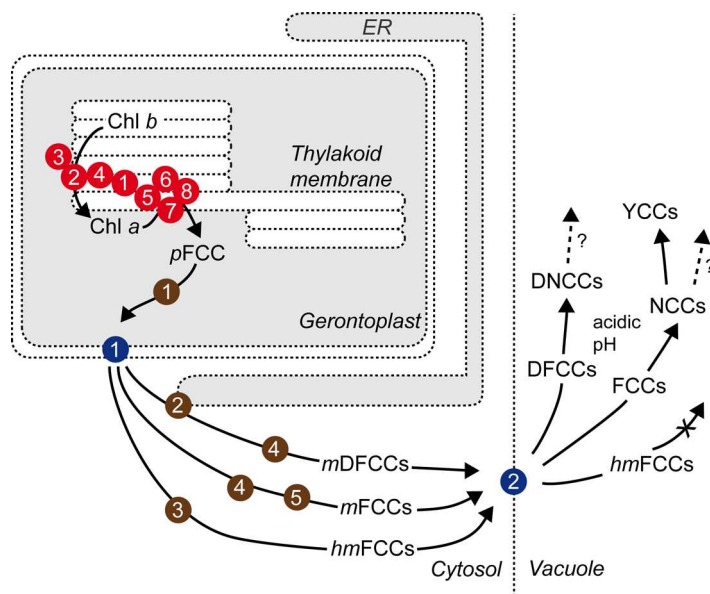 ER
Chl b
3
2
4
1
5
6
8
7
Thylakoid
membrane
Chl a
pFCC
1
Gerontoplast
1
2
4
mDFCCs
4
5
mFCCs
3
hmFCCs
Cytosol
2
Vacuole
YCCs
?
?
DNCCs
NCCs
acidic
pH
DFCCs
FCCs
hmFCCs